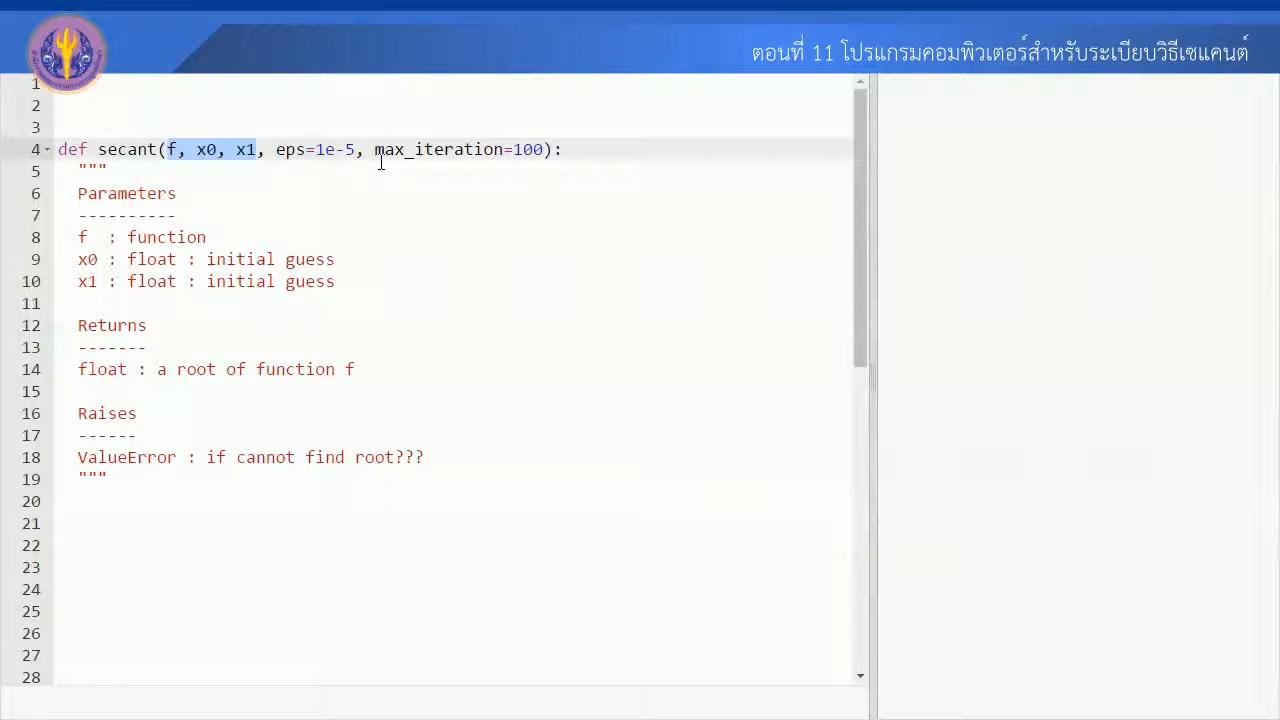 ตอนที่ 11 โปรแกรมคอมพิวเตอร์สำหรับระเบียบวิธีเซแคนต์
1
2
3
4 def secant(f, x0, x1, eps=1e-5, max_iteration=100):
5 """
6 Parameters
7 ----------
8 f : function
9 x0 : float : initial guess
10 x1 : float : initial guess
11
12 Returns
13 -------
14 float : a root of function f
15
16 Raises
17 ------
18 ValueError : if cannot find root???
19 """
20
21
22
23
24
25
26
27
28